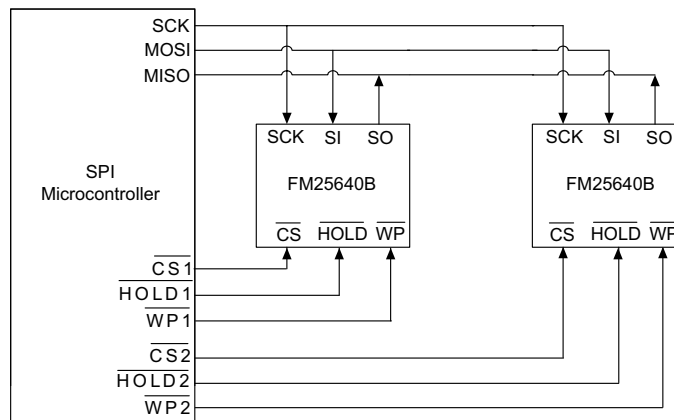 SCK
MOSI
MISO
SCK SI SO
SCK SI SO
SPI
Microcontroller
FM25640B
FM25640B
CS HOLD WP
CS HOLD WP
CS1
HOLD1
WP1
CS2
HOLD2
WP2